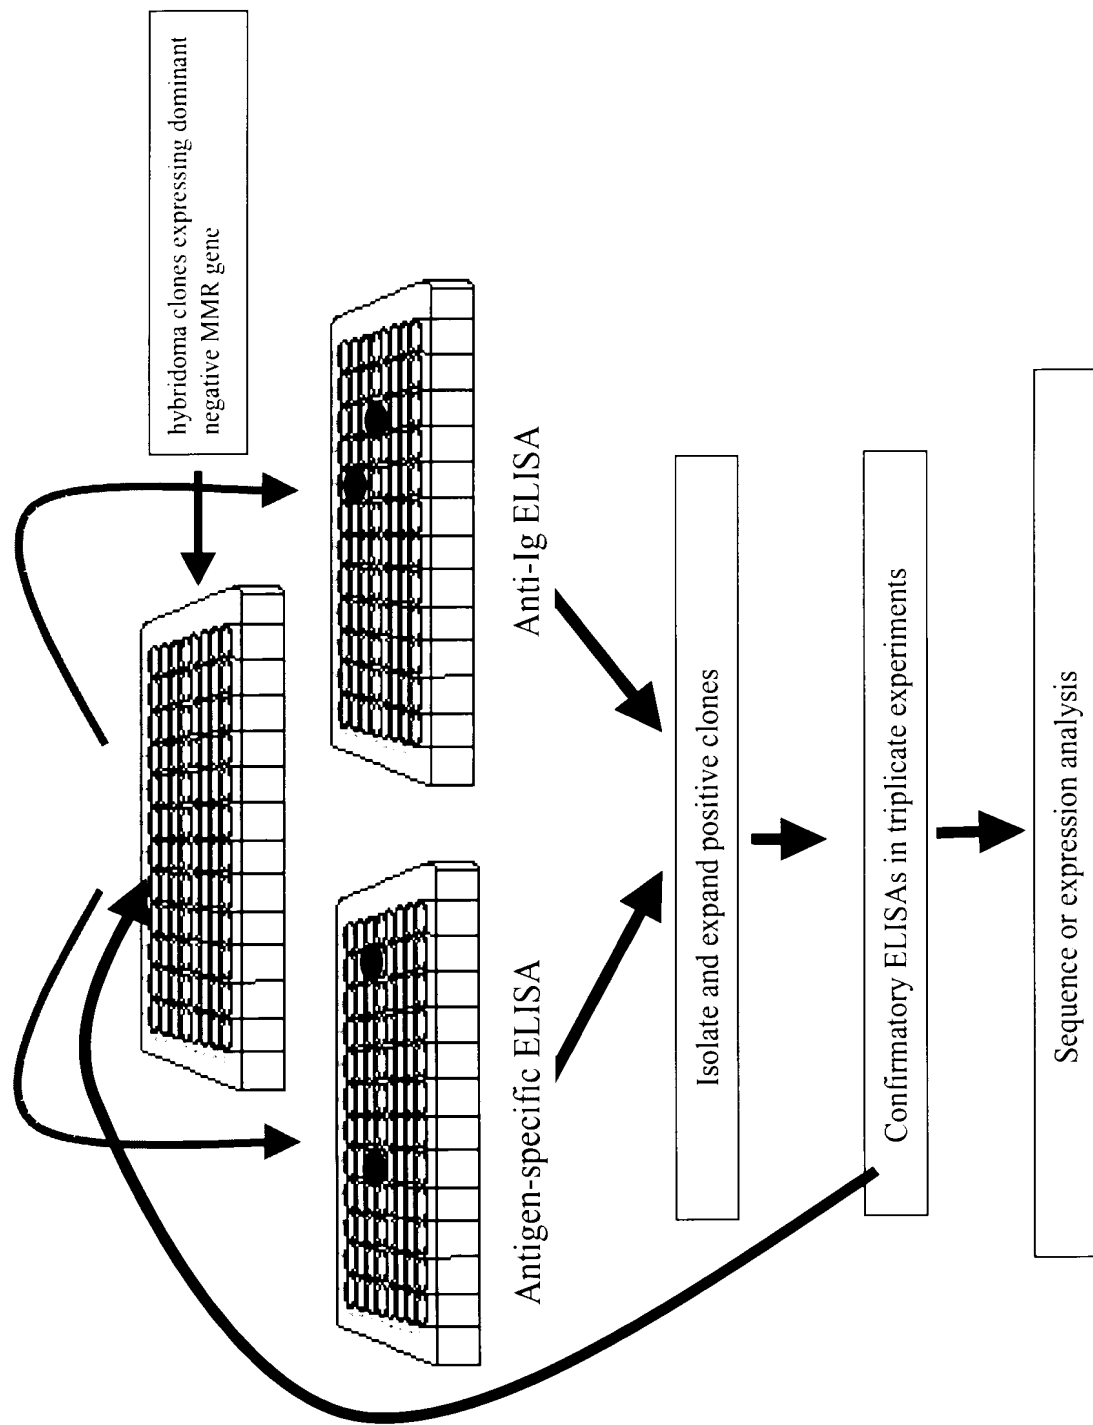 hybridoma clones expressing dominant
negative MMR gene
Antigen-specific ELISA
Anti-Ig ELISA
Isolate and expand positive clones
Confirmatory ELISAs in triplicate experiments
Sequence or expression analysis